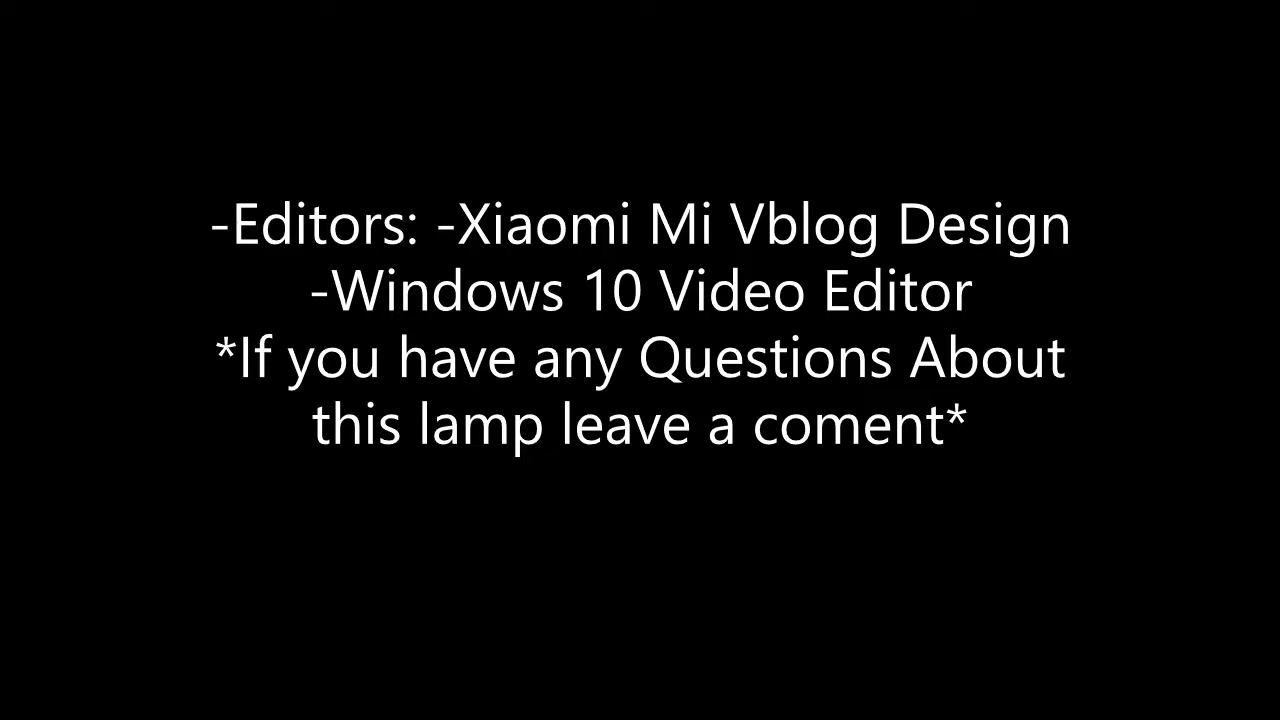 -Editors: -Xiaomi Mi Vblog Design
-Windows 10 Video Editor
*If you have any Questions About
this lamp leave a coment*